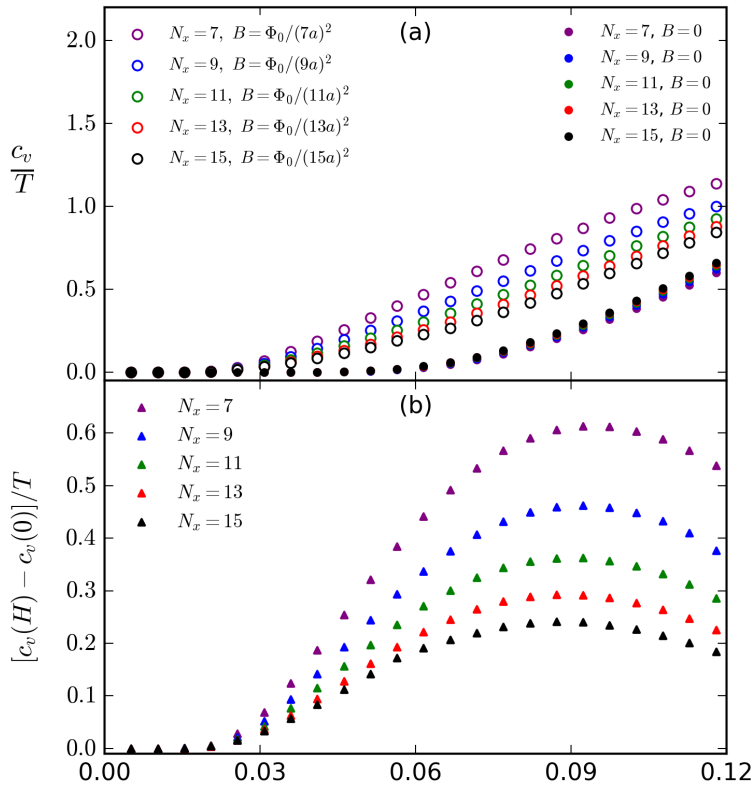 (a)
2.0
1.5
1.0
0.5
0.0
c_v/T
N_x = 7, B = Φ_0/(7a)^2
N_x = 9, B = Φ_0/(9a)^2
N_x = 11, B = Φ_0/(11a)^2
N_x = 13, B = Φ_0/(13a)^2
N_x = 15, B = Φ_0/(15a)^2
N_x = 7, B = 0
N_x = 9, B = 0
N_x = 11, B = 0
N_x = 13, B = 0
N_x = 15, B = 0
(b)
0.6
0.5
0.4
0.3
0.2
0.1
0.0
[c_v(H) − c_v(0)]/T
N_x = 7
N_x = 9
N_x = 11
N_x = 13
N_x = 15
0.00 0.03 0.06 0.09 0.12